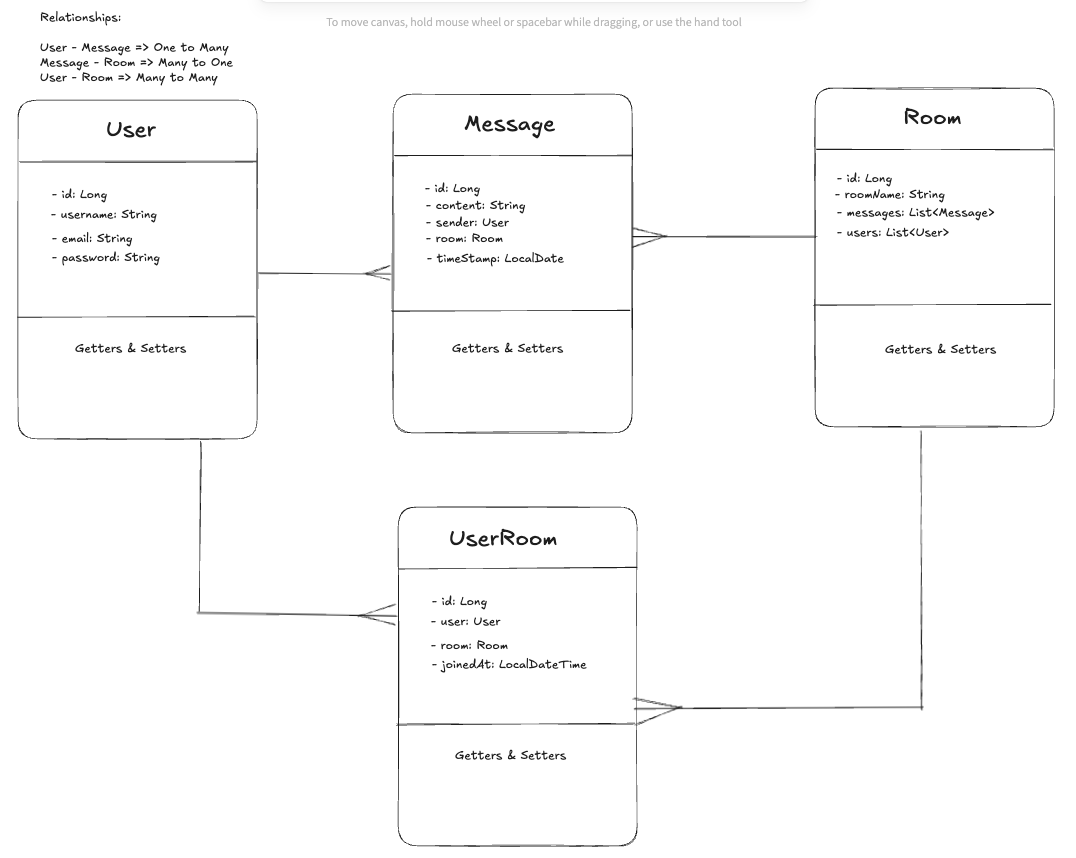 Relationships:
To move canvas, hold mouse wheel or spacebar while dragging, or use the hand tool
User - Message => One to Many
Message - Room => Many to One
User - Room => Many to Many
User
- id: Long
- username: String
- email: String
- password: String
Getters & Setters
Message
- id: Long
- content: String
- sender: User
- room: Room
- timeStamp: LocalDate
Getters & Setters
Room
- id: Long
- roomName: String
- messages: List<Message>
- users: List<User>
Getters & Setters
UserRoom
- id: Long
- user: User
- room: Room
- joinedAt: LocalDateTime
Getters & Setters